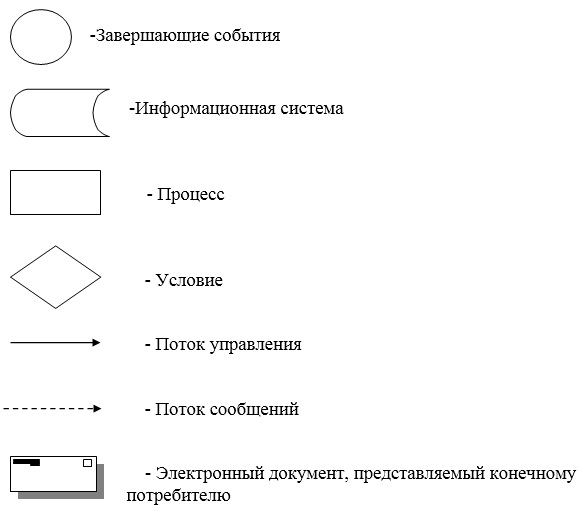 -Завершающие события
-Информационная система
- Процесс
- Условие
- Поток управления
- Поток сообщений
- Электронный документ, представляемый конечному
потребителю